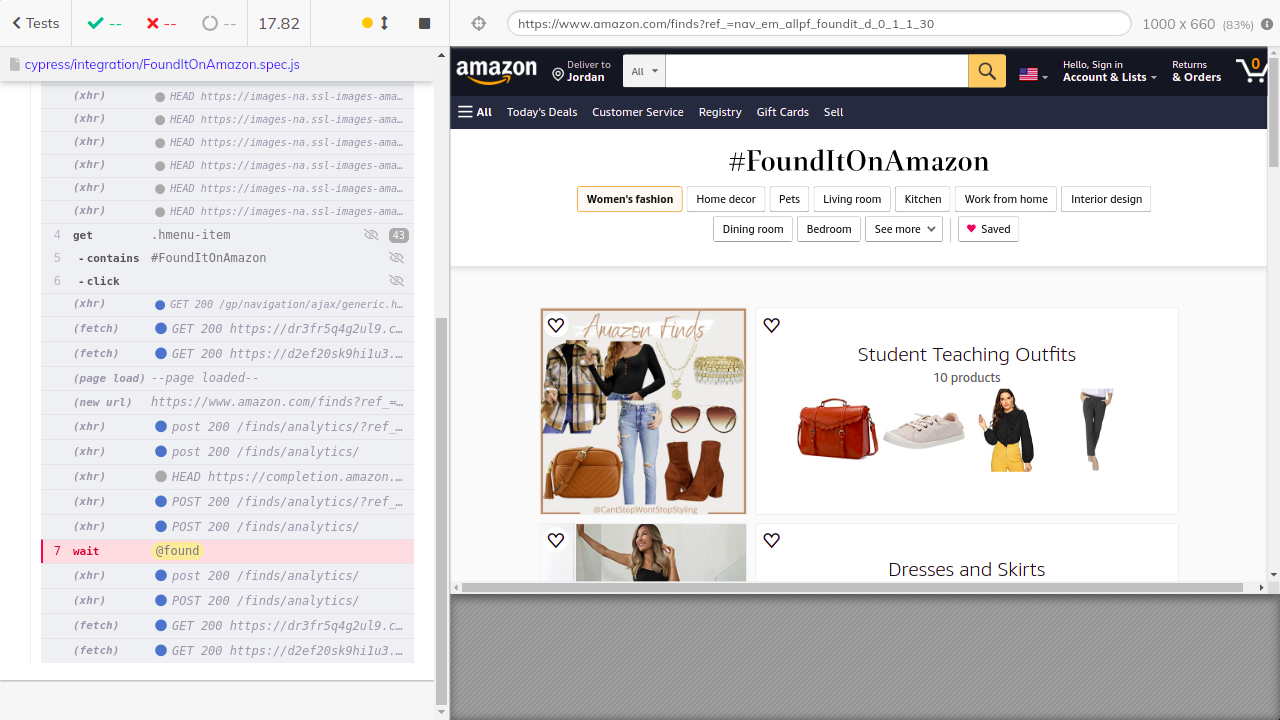 Tests
--
--
--
17.82
https://www.amazon.com/finds?ref_=nav_em_allpf_foundit_d_0_1_1_30
1000 x 660 (83%)
cypress/integration/FoundItOnAmazon.spec.js
(xhr) HEAD https://images-na.ssl-images-ama…
(xhr) HEAD https://images-na.ssl-images-ama…
(xhr) HEAD https://images-na.ssl-images-ama…
(xhr) HEAD https://images-na.ssl-images-ama…
(xhr) HEAD https://images-na.ssl-images-ama…
(xhr) HEAD https://images-na.ssl-images-ama…
4 get .hmenu-item 43
5 -contains #FoundItOnAmazon
6 -click
(xhr) GET 200 /gp/navigation/ajax/generic.h…
(fetch) GET 200 https://dr3fr5q4g2ul9.c…
(fetch) GET 200 https://d2ef20sk9hi1u3.…
(page load) --page loaded--
(new url) https://www.amazon.com/finds?ref_=…
(xhr) post 299 /finds/analytics/?ref_…
(xhr) post 200 /finds/analytics/
(xhr) HEAD https://completion.amazon.…
(xhr) POST 200 /finds/analytics/?ref_…
(xhr) POST 200 /finds/analytics/
7 wait @found
(xhr) post 200 /finds/analytics/
(xhr) POST 200 /finds/analytics/
(fetch) GET 200 https://dr3fr5q4g2ul9.c…
(fetch) GET 200 https://d2ef20sk9hi1u3.…
amazon
Deliver to
Jordan
All
Hello, Sign in
Account & Lists
Returns
& Orders
0
All Today's Deals Customer Service Registry Gift Cards Sell
#FoundItOnAmazon
Women's fashion Home decor Pets Living room Kitchen Work from home Interior design
Dining room Bedroom See more Saved
Amazon Finds
@CantStopWontStopStyling
Student Teaching Outfits
10 products
Dresses and Skirts